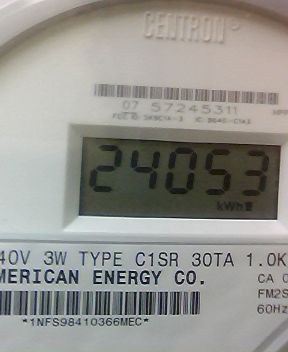 CENTRON®
07 57245311
24053
kWh
40V 3W TYPE C1SR 30TA 1.0K
MERICAN ENERGY CO.
CA 0
FM2S
60Hz
*1NFS98410366MEC*